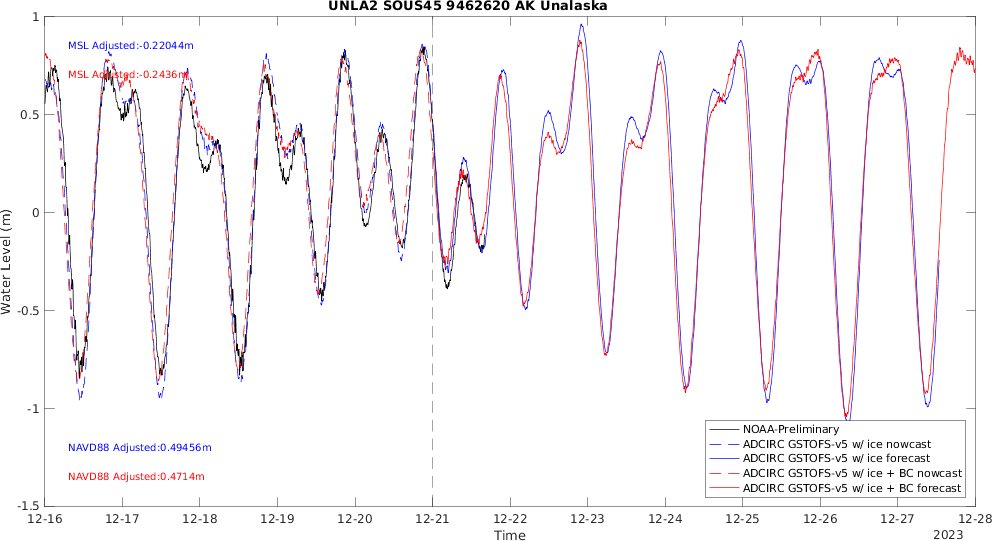 UNLA2 SOUS45 9462620 AK Unalaska
MSL Adjusted:-0.22044m
MSL Adjusted:-0.2436m
NAVD88 Adjusted:0.49456m
NAVD88 Adjusted:0.4714m
Water Level (m)
1
0.5
0
-0.5
-1
-1.5
NOAA-Preliminary
ADCIRC GSTOFS-v5 w/ ice nowcast
ADCIRC GSTOFS-v5 w/ ice forecast
ADCIRC GSTOFS-v5 w/ ice + BC nowcast
ADCIRC GSTOFS-v5 w/ ice + BC forecast
12-16 12-17 12-18 12-19 12-20 12-21 12-22 12-23 12-24 12-25 12-26 12-27 12-28
Time
2023